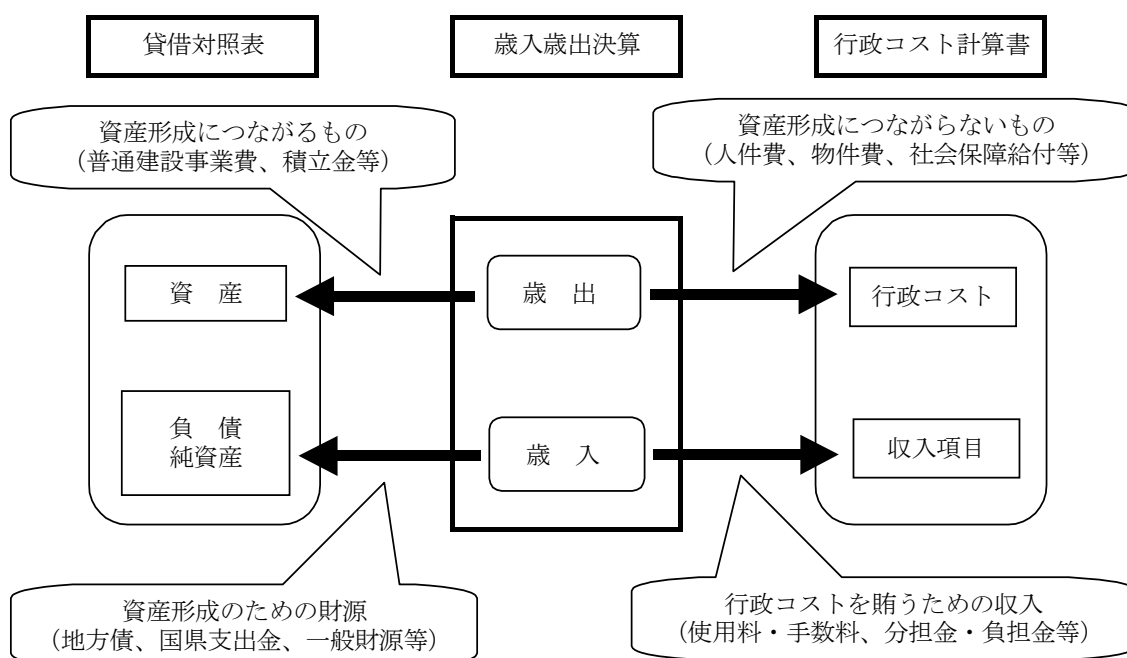 貸借対照表
歳入歳出決算
行政コスト計算書
資産形成につながるもの
（普通建設事業費、積立金等）
資産形成につながらないもの
（人件費、物件費、社会保障給付等）
資　産
歳　出
行政コスト
負　債
純資産
歳　入
収入項目
資産形成のための財源
（地方債、国県支出金、一般財源等）
行政コストを賄うための収入
（使用料・手数料、分担金・負担金等）